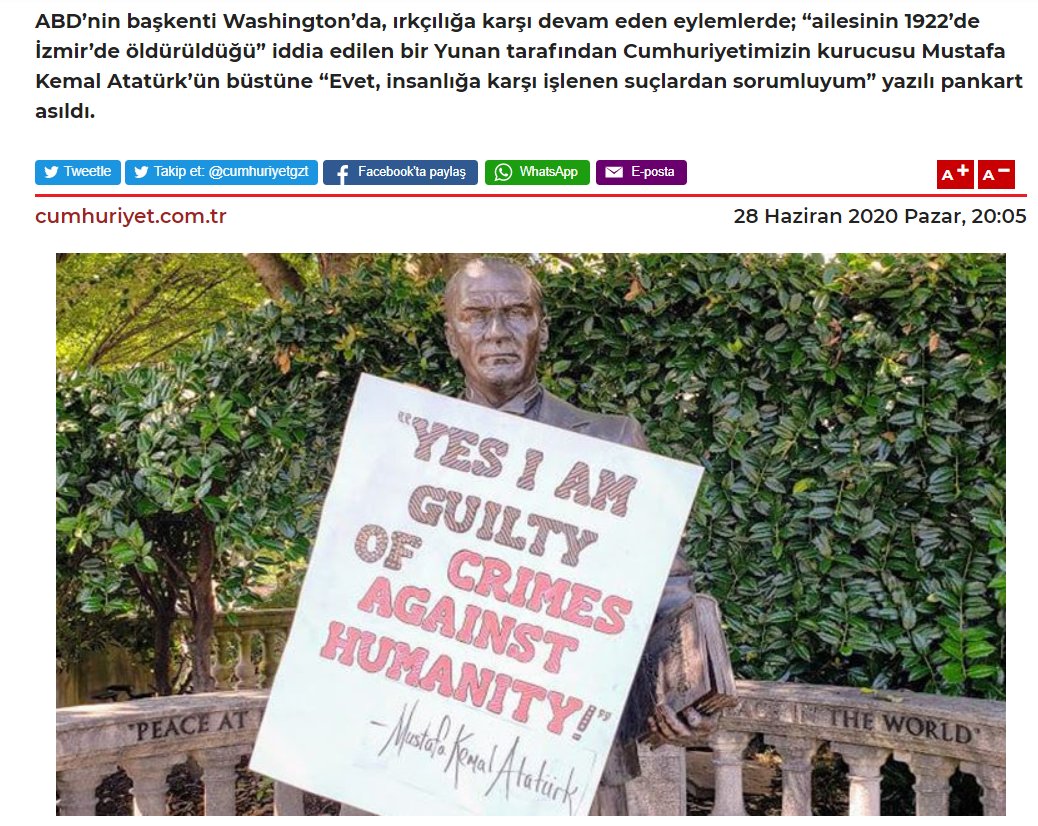 ABD’nin başkenti Washington’da, ırkçılığa karşı devam eden eylemlerde; “ailesinin 1922’de
İzmir’de öldürüldüğü” iddia edilen bir Yunan tarafından Cumhuriyetimizin kurucusu Mustafa
Kemal Atatürk’ün büstüne “Evet, insanlığa karşı işlenen suçlardan sorumluyum” yazılı pankart
asıldı.
Tweetle
Takip et: @cumhuriyetgzt
Facebook'ta paylaş
WhatsApp
E-posta
A+
A-
cumhuriyet.com.tr
28 Haziran 2020 Pazar, 20:05
“YES I AM
GUILTY
OF CRIMES
AGAINST
HUMANITY!”
-Mustafa Kemal Atatürk
"PEACE AT
IN THE WORLD"